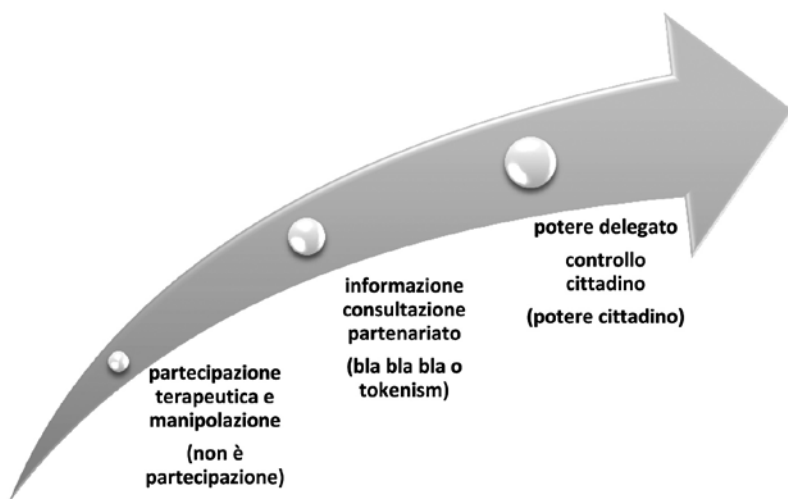 partecipazione
terapeutica e
manipolazione
(non è
partecipazione)
informazione
consultazione
partenariato
(bla bla bla o
tokenism)
potere delegato
controllo
cittadino
(potere cittadino)